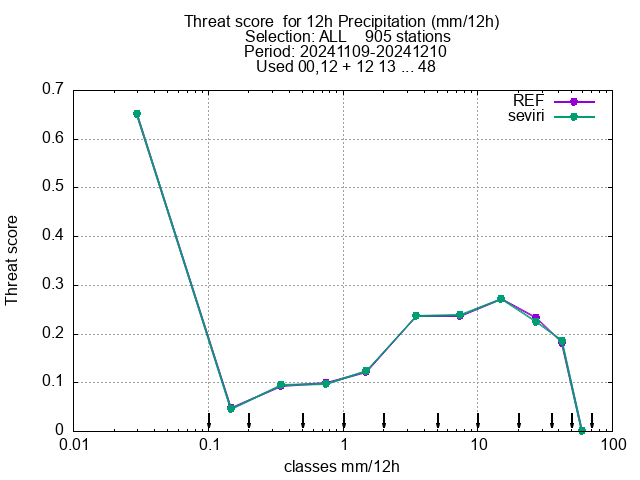 Threat score  for 12h Precipitation (mm/12h)
Selection: ALL    905 stations
Period: 20241109-20241210
Used 00,12 + 12 13 ... 48
REF
seviri
0.7
0.6
0.5
0.4
0.3
0.2
0.1
0
Threat score
0.01
0.1
1
10
100
classes mm/12h